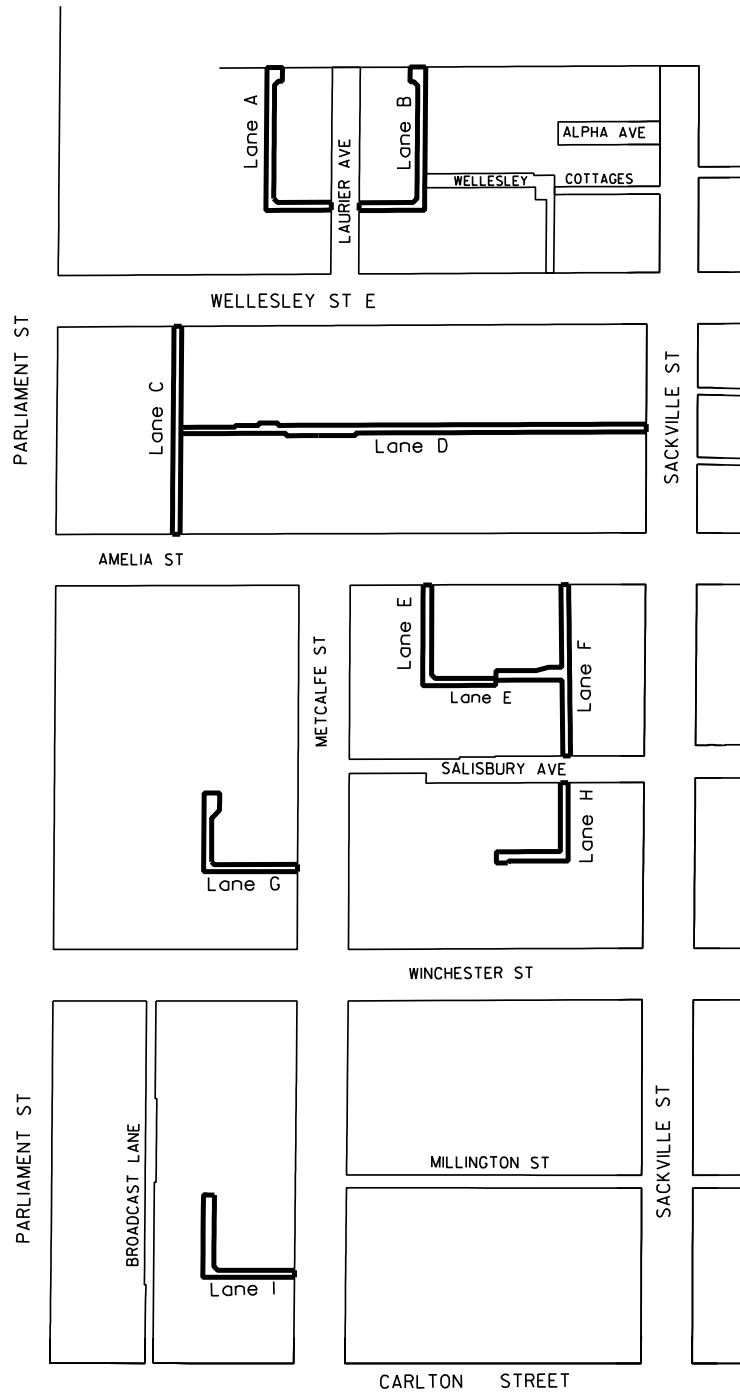 Lane A
LAURIER AVE
Lane B
ALPHA AVE
WELLESLEY COTTAGES
WELLESLEY ST E
PARLIAMENT ST
SACKVILLE ST
Lane C
Lane D
AMELIA ST
METCALFE ST
Lane E
Lane E
Lane F
SALISBURY AVE
Lane H
Lane G
WINCHESTER ST
PARLIAMENT ST
BROADCAST LANE
SACKVILLE ST
MILLINGTON ST
Lane I
CARLTON STREET